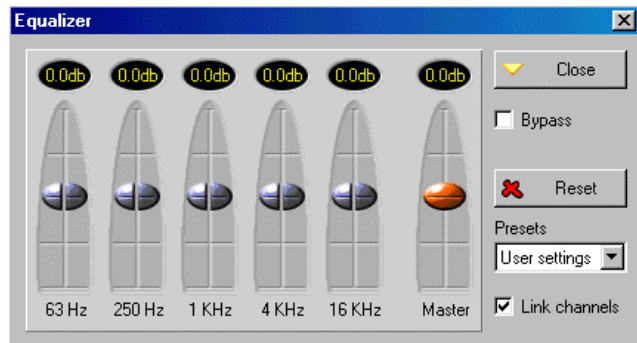 Equalizer
0.0db 0.0db 0.0db 0.0db 0.0db 0.0db
Close
Bypass
Reset
Presets
User settings
63 Hz 250 Hz 1 KHz 4 KHz 16 KHz Master
Link channels